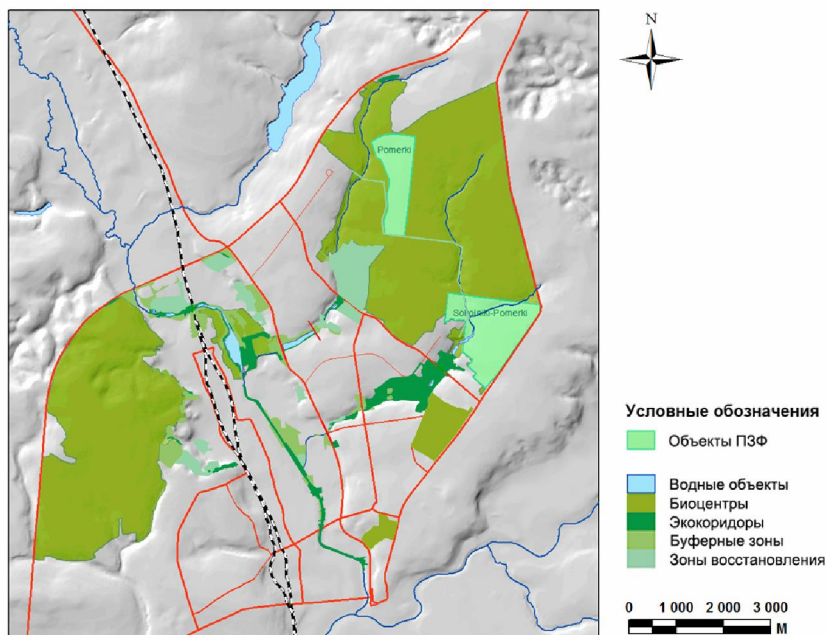 N
Pomerki
Sokolniki-Pomerki
Условные обозначения
Объекты ПЗФ
Водные объекты
Биоцентры
Экокоридоры
Буферные зоны
Зоны восстановления
0 1 000 2 000 3 000
М